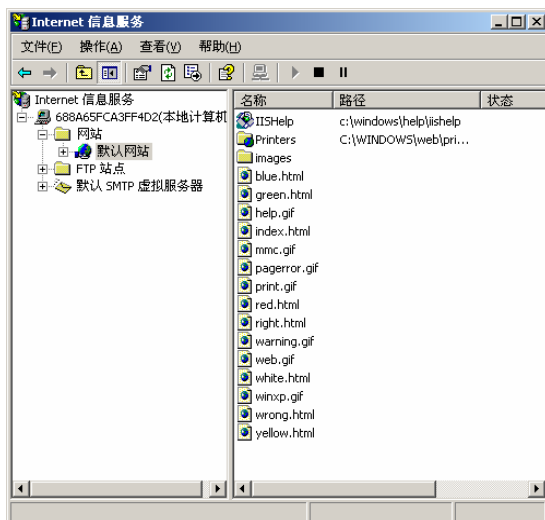 Internet 信息服务
文件(F) 操作(A) 查看(V) 帮助(H)
Internet 信息服务
688A65FCA3FF4D2(本地计算机
网站
默认网站
FTP 站点
默认 SMTP 虚拟服务器
名称 路径 状态
IISHelp c:\windows\help\iishelp
Printers C:\WINDOWS\web\pri...
images
blue.html
green.html
help.gif
index.html
mmc.gif
pagerror.gif
print.gif
red.html
right.html
warning.gif
web.gif
white.html
winxp.gif
wrong.html
yellow.html